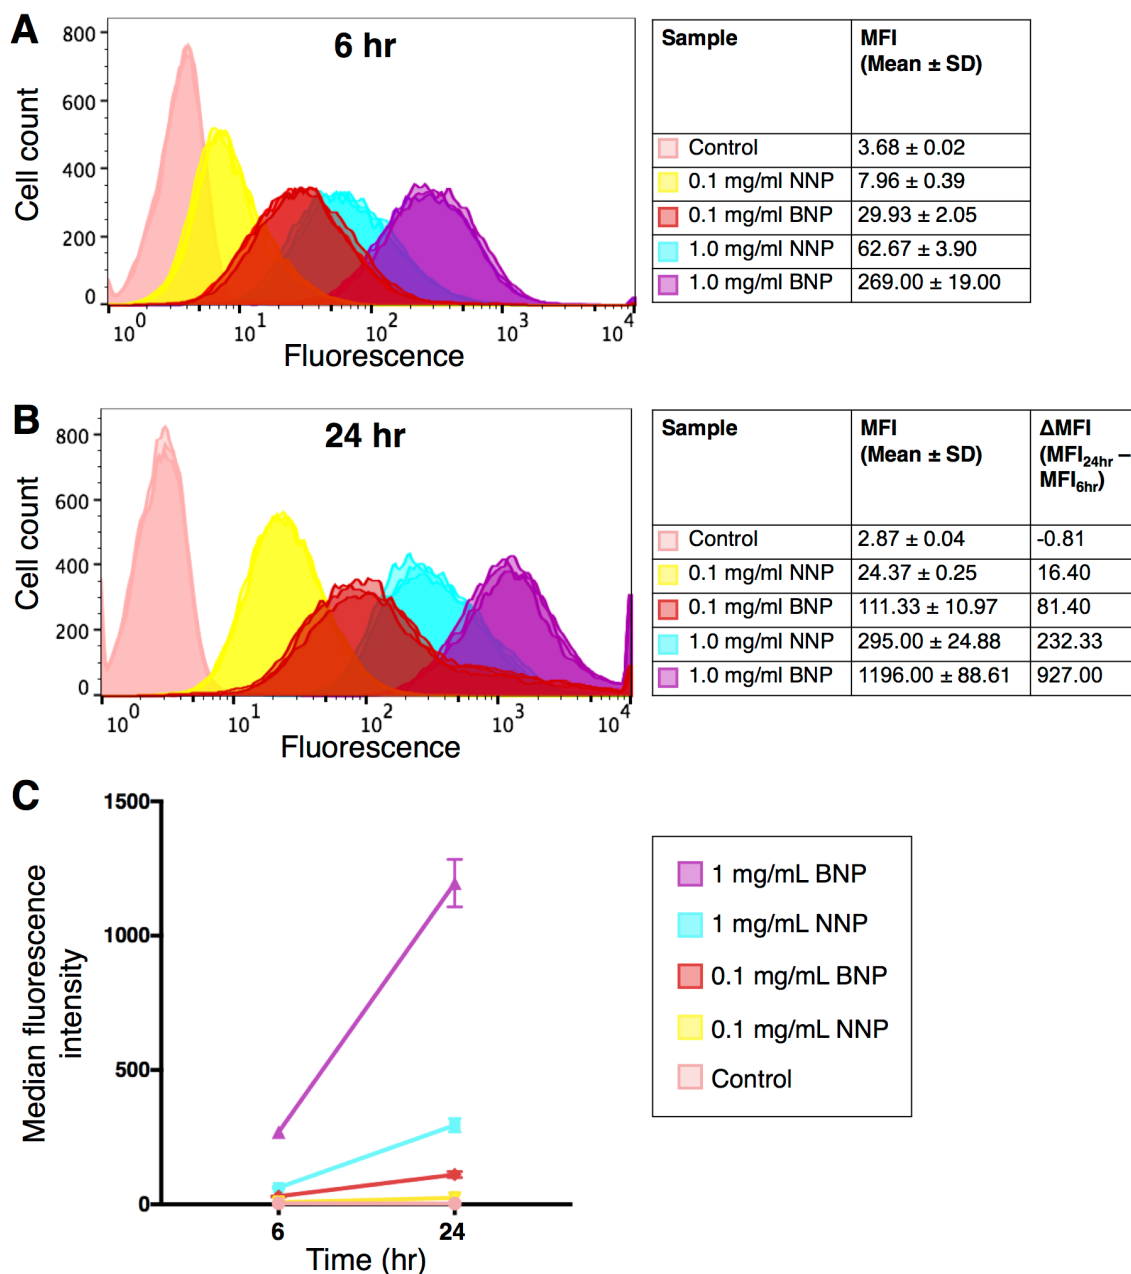 A
6 hr
800
600
400
200
0
Cell count
10^0 10^1 10^2 10^3 10^4
Fluorescence
Sample MFI
(Mean ± SD)
Control 3.68 ± 0.02
0.1 mg/ml NNP 7.96 ± 0.39
0.1 mg/ml BNP 29.93 ± 2.05
1.0 mg/ml NNP 62.67 ± 3.90
1.0 mg/ml BNP 269.00 ± 19.00
B
24 hr
800
600
400
200
0
Cell count
10^0 10^1 10^2 10^3 10^4
Fluorescence
Sample MFI ΔMFI
(Mean ± SD) (MFI24hr –
MFI6hr)
Control 2.87 ± 0.04 -0.81
0.1 mg/ml NNP 24.37 ± 0.25 16.40
0.1 mg/ml BNP 111.33 ± 10.97 81.40
1.0 mg/ml NNP 295.00 ± 24.88 232.33
1.0 mg/ml BNP 1196.00 ± 88.61 927.00
C
1500
1000
500
0
Median fluorescence
intensity
6 24
Time (hr)
1 mg/mL BNP
1 mg/mL NNP
0.1 mg/mL BNP
0.1 mg/mL NNP
Control